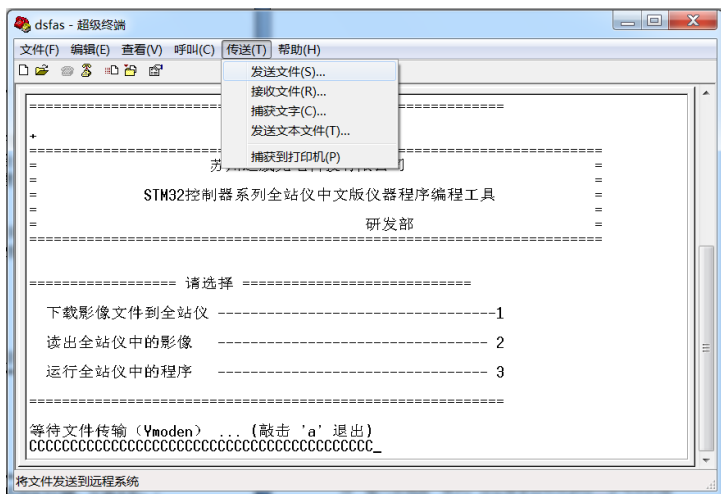 dsfas - 超级终端
文件(F) 编辑(E) 查看(V) 呼叫(C) 传送(T) 帮助(H)
发送文件(S)...
接收文件(R)...
捕获文字(C)...
发送文本文件(T)...
捕获到打印机(P)
STM32控制器系列全站仪中文版仪器程序编程工具
研发部
================== 请选择 ============================
下载影像文件到全站仪 ----------------------------------1
读出全站仪中的影像 --------------------------------- 2
运行全站仪中的程序 --------------------------------- 3
等待文件传输（Ymoden） ... (敲击 'a' 退出)
CCCCCCCCCCCCCCCCCCCCCCCCCCCCCCCCCCCCCCCCCC_
将文件发送到远程系统